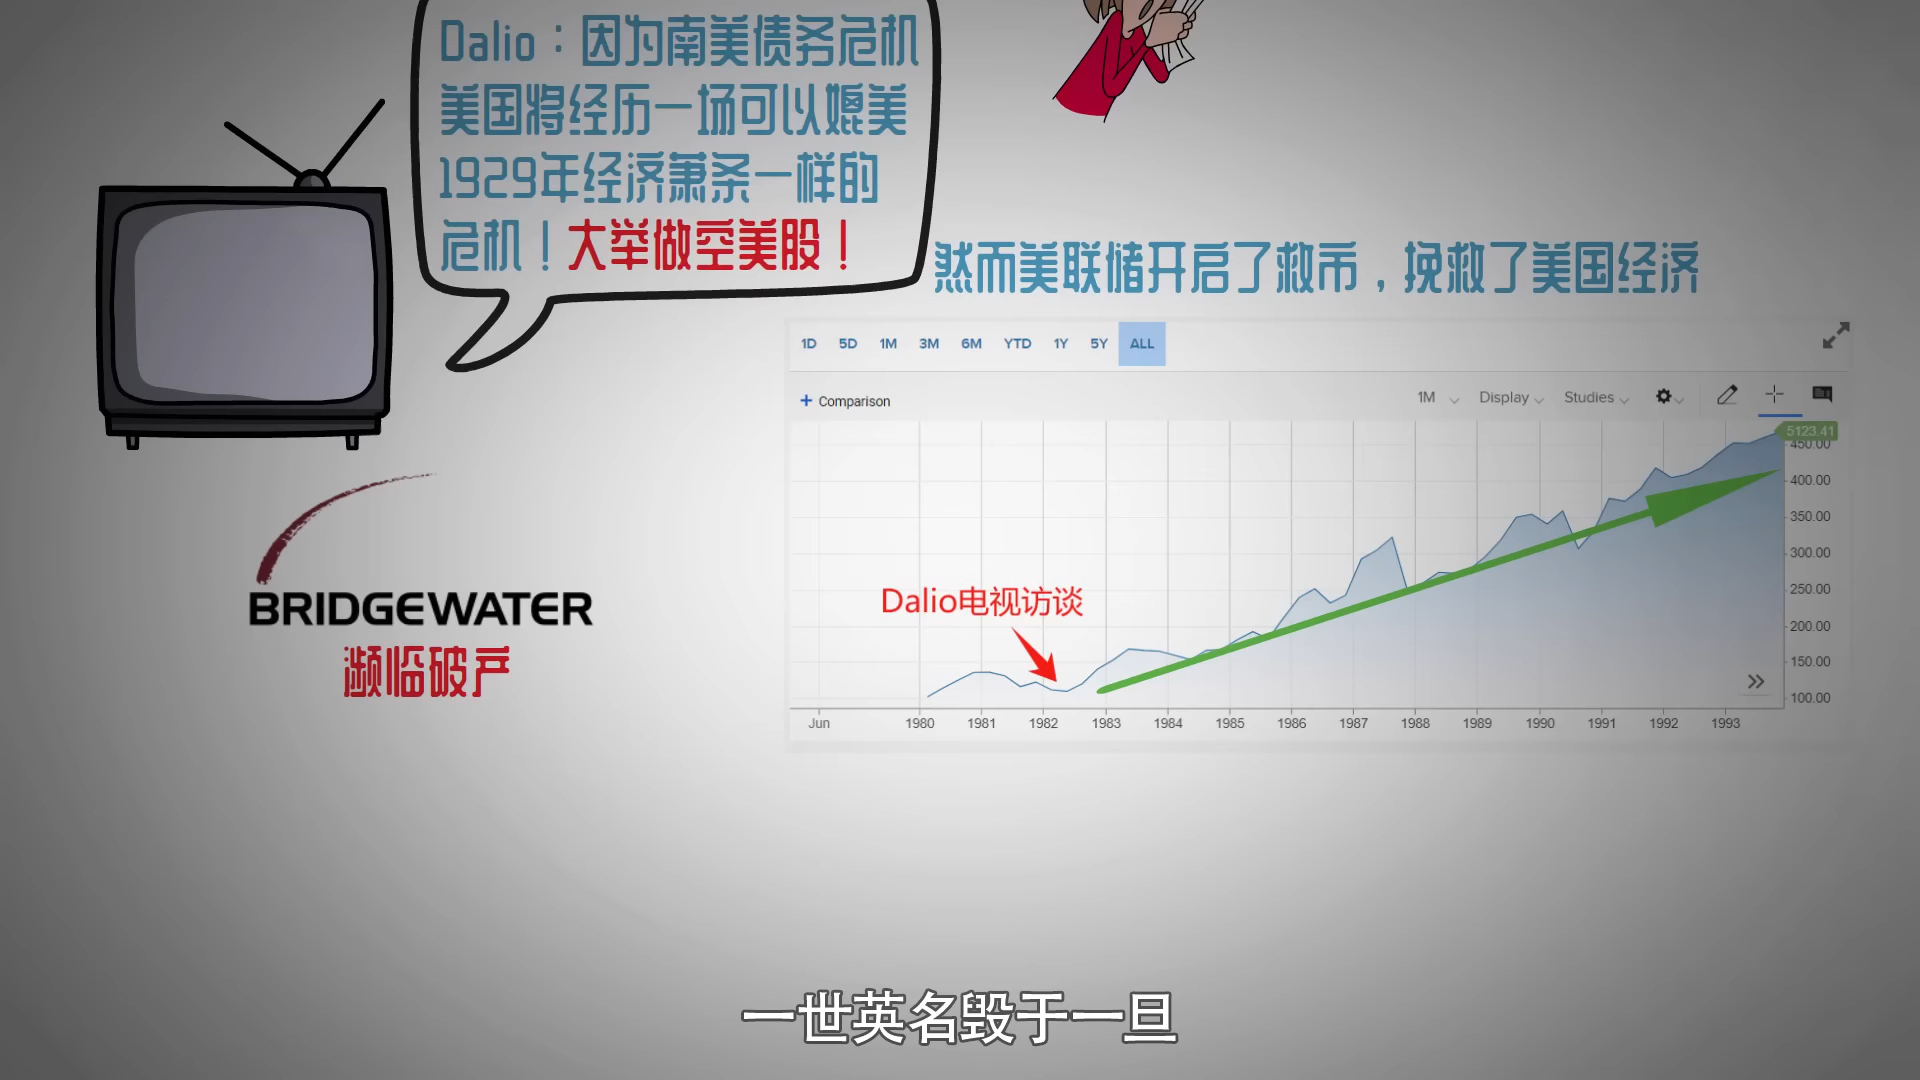 Dalio：因为南美债务危机
美国将经历一场可以媲美
1929年经济萧条一样的
危机！大举做空美股！
然而美联储开启了救市，挽救了美国经济
1D 5D 1M 3M 6M YTD 1Y 5Y ALL
+ Comparison
1M Display Studies
5123.41
450.00
400.00
350.00
300.00
250.00
200.00
150.00
100.00
Dalio电视访谈
Jun 1980 1981 1982 1983 1984 1985 1986 1987 1988 1989 1990 1991 1992 1993
BRIDGEWATER
濒临破产
一世英名毁于一旦